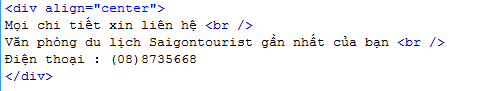 <div align="center">
Mọi chi tiết xin liên hệ <br />
Văn phòng du lịch Saigontourist gần nhất của bạn <br />
Điện thoại : (08)8735668
</div>